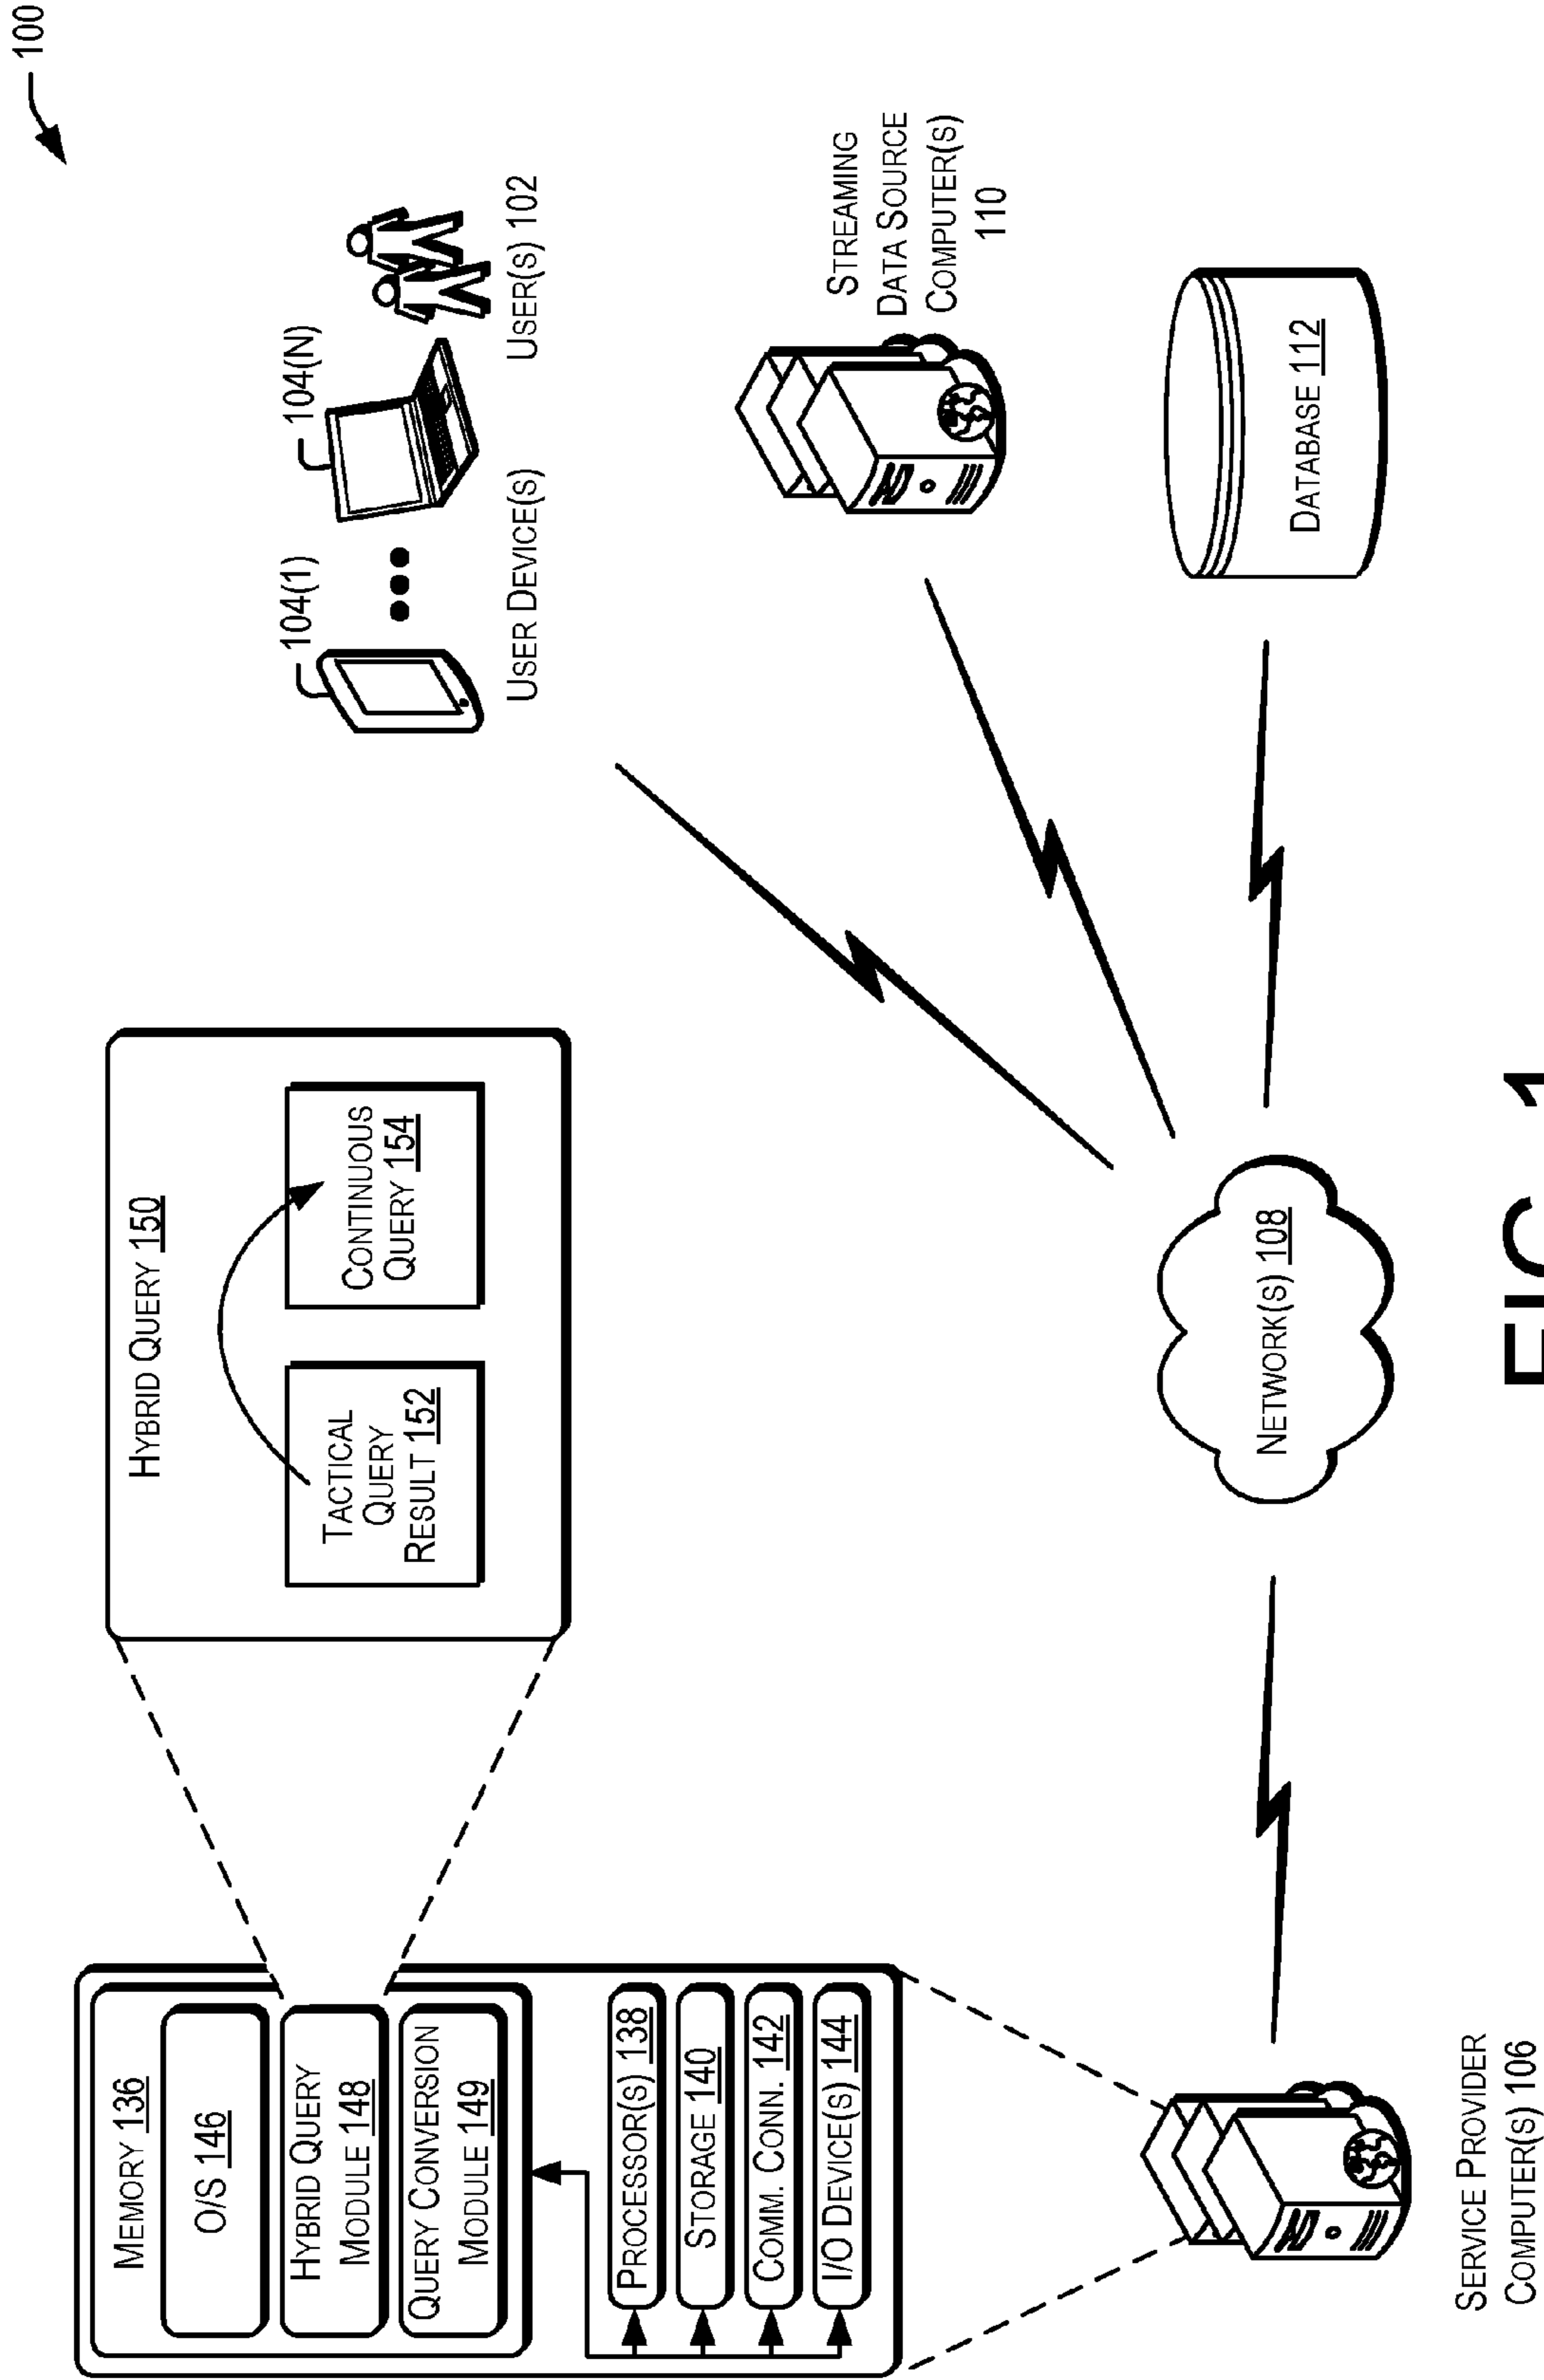 100
MEMORY 136
O/S 146
HYBRID QUERY
MODULE 148
QUERY CONVERSION
MODULE 149
PROCESSOR(S) 138
STORAGE 140
COMM. CONN. 142
I/O DEVICE(S) 144
HYBRID QUERY 150
TACTICAL
QUERY
RESULT 152
CONTINUOUS
QUERY 154
104(1)
104(N)
USER DEVICE(S)
USER(S) 102
STREAMING
DATA SOURCE
COMPUTER(S)
110
DATABASE 112
NETWORK(S) 108
SERVICE PROVIDER
COMPUTER(S) 106
FIG. 1